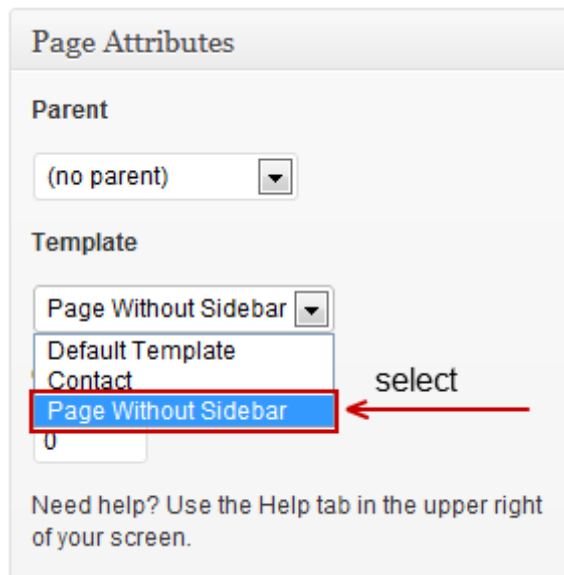 Page Attributes
Parent
(no parent)
Template
Page Without Sidebar
Default Template
Contact
select
Page Without Sidebar
0
Need help? Use the Help tab in the upper right
of your screen.